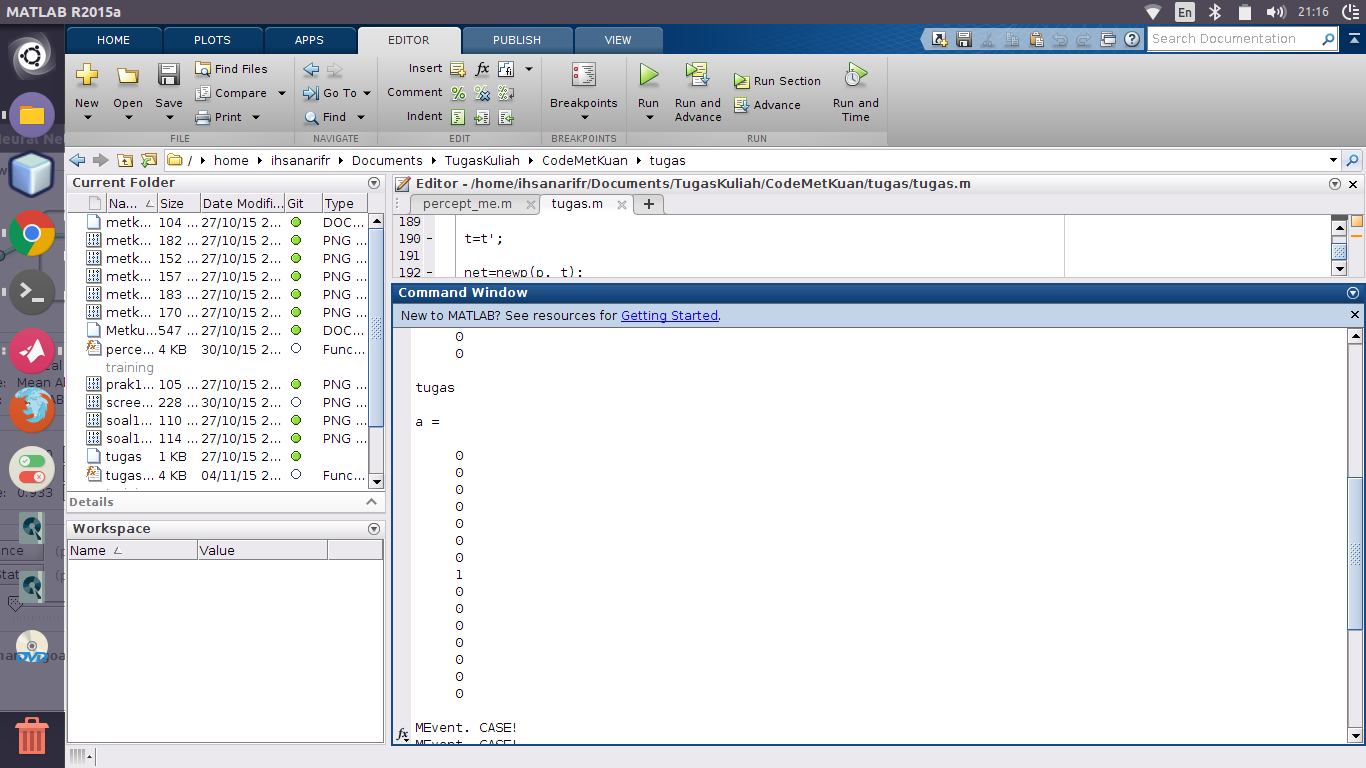 MATLAB R2015a
En
21:16
HOME
PLOTS
APPS
EDITOR
PUBLISH
VIEW
Search Documentation
New
Open
Save
Find Files
Compare
Print
FILE
Go To
Find
NAVIGATE
Insert
Comment
Indent
EDIT
Breakpoints
BREAKPOINTS
Run
Run and Advance
Run Section
Advance
Run and Time
RUN
/ home ihsanarifr Documents TugasKuliah CodeMetKuan tugas
Current Folder
Na... Size Date Modifi... Git Type
metk... 104 ... 27/10/15 2... DOC...
metk... 182 ... 27/10/15 2... PNG ...
metk... 152 ... 27/10/15 2... PNG ...
metk... 157 ... 27/10/15 2... PNG ...
metk... 183 ... 27/10/15 2... PNG ...
metk... 170 ... 27/10/15 2... PNG ...
Metku... 547 ... 27/10/15 2... DOC...
perce... 4 KB 30/10/15 2... Func...
training
prak1... 105 ... 27/10/15 2... PNG ...
scree... 228 ... 30/10/15 2... PNG ...
soal1... 110 ... 27/10/15 2... PNG ...
soal1... 114 ... 27/10/15 2... PNG ...
tugas 1 KB 27/10/15 2...
tugas... 4 KB 04/11/15 2... Func...
Details
Workspace
Name Value
Editor - /home/ihsanarifr/Documents/TugasKuliah/CodeMetKuan/tugas/tugas.m
percept_me.m
tugas.m
189
190 - t=t';
191
192 - net=newp(p, t);
Command Window
New to MATLAB? See resources for Getting Started.
0
0
tugas
a =
0
0
0
0
0
0
0
1
0
0
0
0
0
0
0
MEvent. CASE!
MEvent. CASE!
fx